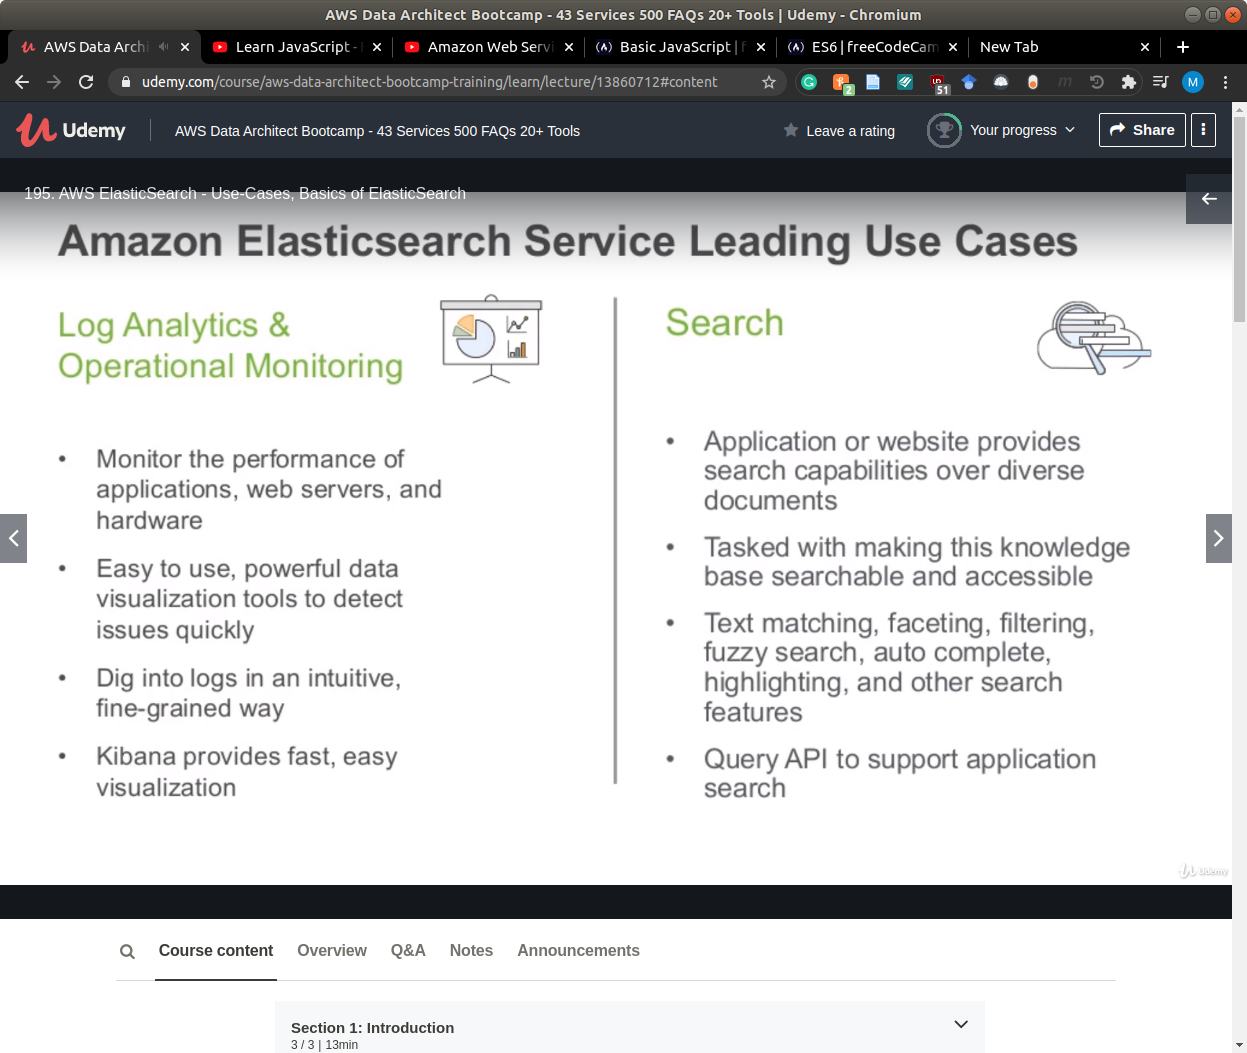 AWS Data Architect Bootcamp - 43 Services 500 FAQs 20+ Tools | Udemy - Chromium
AWS Data Archi
Learn JavaScript -
Amazon Web Servi
Basic JavaScript | f
ES6 | freeCodeCam
New Tab
udemy.com/course/aws-data-architect-bootcamp-training/learn/lecture/13860712#content
2
51
M
Udemy
AWS Data Architect Bootcamp - 43 Services 500 FAQs 20+ Tools
Leave a rating
Your progress
Share
195. AWS ElasticSearch - Use-Cases, Basics of ElasticSearch
Amazon Elasticsearch Service Leading Use Cases
Log Analytics &
Operational Monitoring
• Monitor the performance of
applications, web servers, and
hardware
• Easy to use, powerful data
visualization tools to detect
issues quickly
• Dig into logs in an intuitive,
fine-grained way
• Kibana provides fast, easy
visualization
Search
• Application or website provides
search capabilities over diverse
documents
• Tasked with making this knowledge
base searchable and accessible
• Text matching, faceting, filtering,
fuzzy search, auto complete,
highlighting, and other search
features
• Query API to support application
search
Udemy
Course content
Overview
Q&A
Notes
Announcements
Section 1: Introduction
3 / 3 | 13min